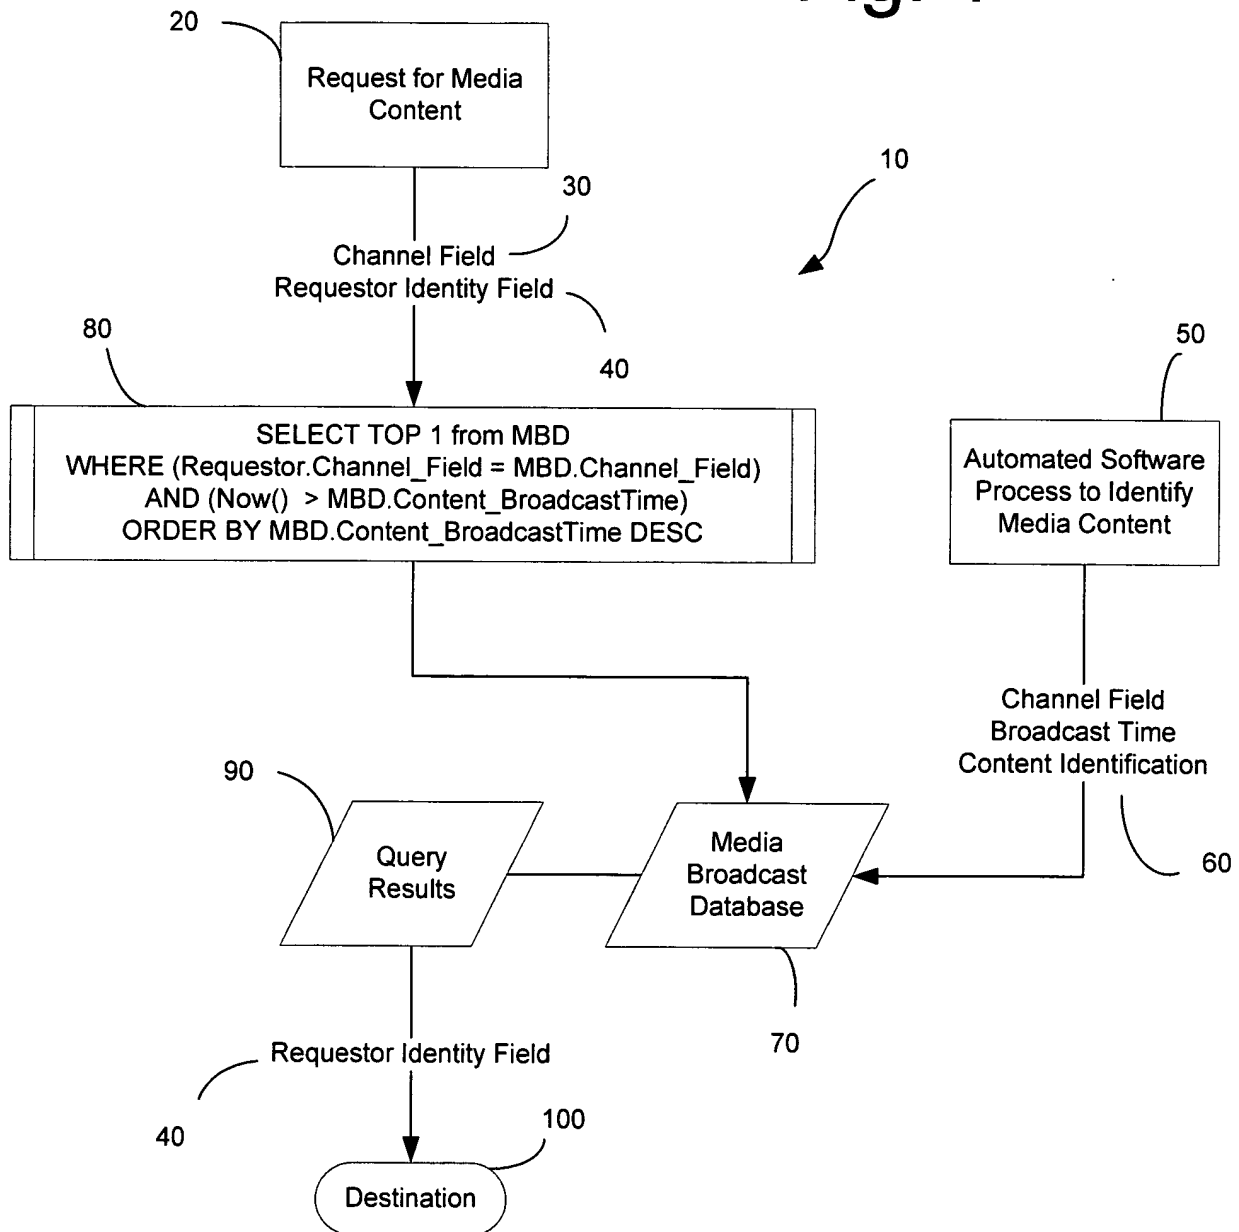 20
Request for Media
Content
10
30
Channel Field
Requestor Identity Field
40
80
50
SELECT TOP 1 from MBD
WHERE (Requestor.Channel_Field = MBD.Channel_Field)
AND (Now() > MBD.Content_BroadcastTime)
ORDER BY MBD.Content_BroadcastTime DESC
Automated Software
Process to Identify
Media Content
Channel Field
Broadcast Time
Content Identification
60
90
Query
Results
Media
Broadcast
Database
70
Requestor Identity Field
40
100
Destination